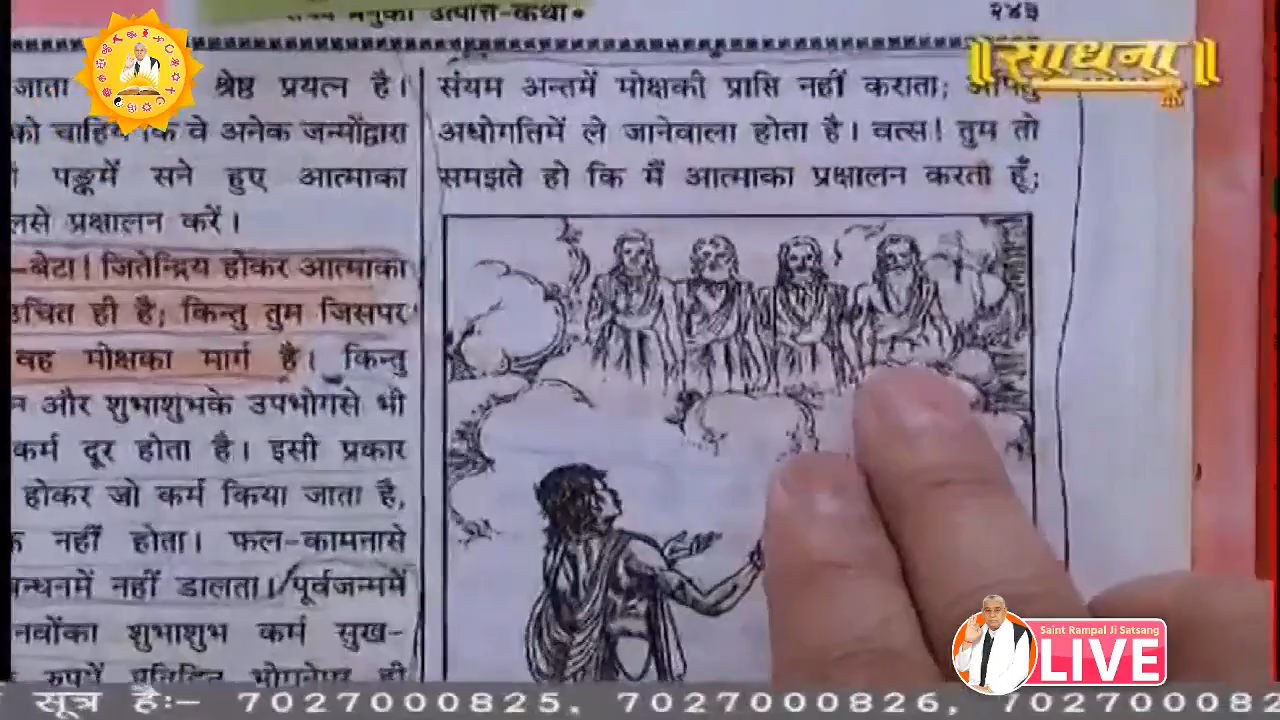 मनुका उत्पत्ति-कथा •
२४३
॥ साधना ॥
जाता श्रेष्ठ प्रयत्न है।
को चाहिये कि वे अनेक जन्मोंद्वारा
पङ्कमें सने हुए आत्माका
लसे प्रक्षालन करें।
-बेटा! जितेन्द्रिय होकर आत्माका
उचित ही है; किन्तु तुम जिसपर
वह मोक्षका मार्ग है। किन्तु
न और शुभाशुभके उपभोगसे भी
कर्म दूर होता है। इसी प्रकार
होकर जो कर्म किया जाता है,
नहीं होता। फल-कामनासे
न्धनमें नहीं डालता। पूर्वजन्ममें
नवोंका शुभाशुभ कर्म सुख-
संयम अन्तमें मोक्षकी प्राप्ति नहीं कराता; अपितु
अधोगतिमें ले जानेवाला होता है। वत्स! तुम तो
समझते हो कि मैं आत्माका प्रक्षालन करता हूँ;
Saint Rampal Ji Satsang
LIVE
सूत्र हैः- 7027000825, 7027000826, 702700082